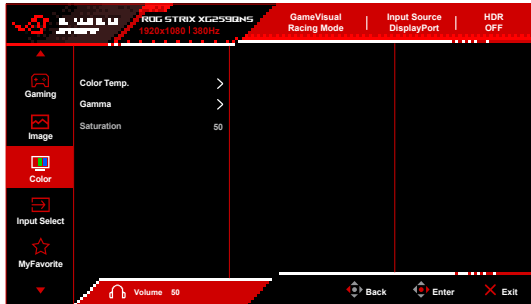 ROG STRIX XG259QNS
1920x1080 | 380Hz
GameVisual
Racing Mode
Input Source
DisplayPort
HDR
OFF
Gaming
Image
Color
Input Select
MyFavorite
Color Temp.
Gamma
Saturation 50
Volume 50
Back
Enter
Exit